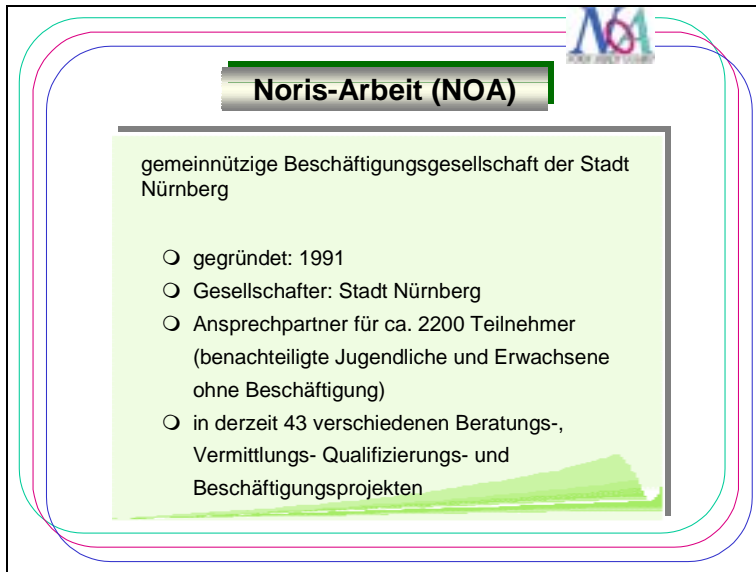 NOA
Noris-Arbeit (NOA)
gemeinnützige Beschäftigungsgesellschaft der Stadt
Nürnberg
❍ gegründet: 1991
❍ Gesellschafter: Stadt Nürnberg
❍ Ansprechpartner für ca. 2200 Teilnehmer
(benachteiligte Jugendliche und Erwachsene
ohne Beschäftigung)
❍ in derzeit 43 verschiedenen Beratungs-,
Vermittlungs- Qualifizierungs- und
Beschäftigungsprojekten